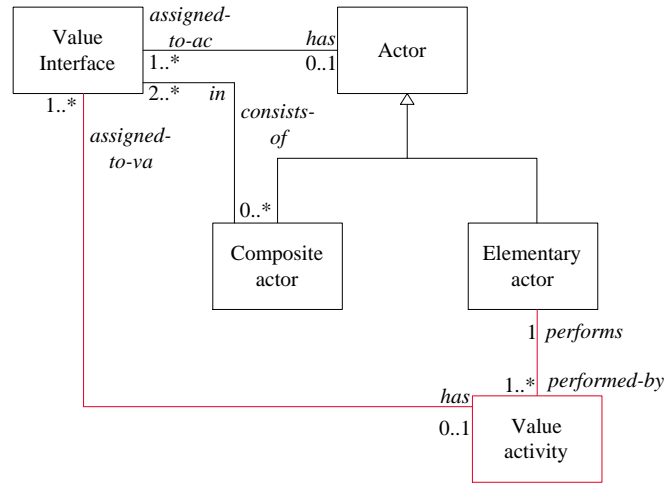 assigned-
to-ac
Value
Interface
has
Actor
1..*
0..1
1..*
2..*
in
consists-
of
assigned-
to-va
0..*
Composite
actor
Elementary
actor
1
performs
1..*
performed-by
has
0..1
Value
activity